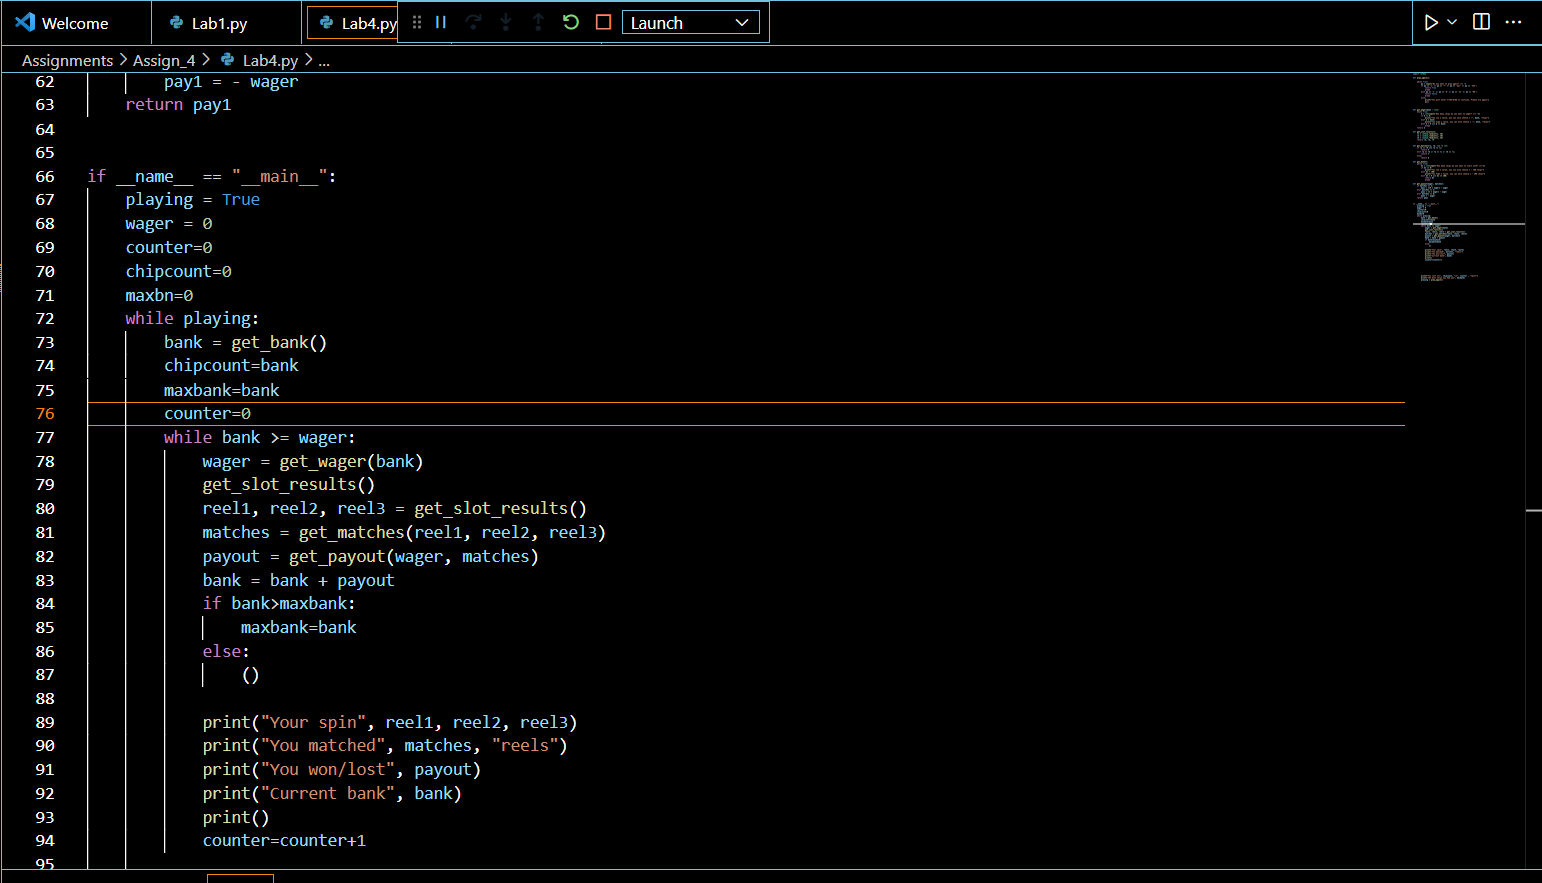 Welcome
Lab1.py
Lab4.py
Launch
Assignments > Assign_4 > Lab4.py > ...
62             pay1 = - wager
63         return pay1
64
65
66     if __name__ == "__main__":
67         playing = True
68         wager = 0
69         counter=0
70         chipcount=0
71         maxbn=0
72         while playing:
73             bank = get_bank()
74             chipcount=bank
75             maxbank=bank
76             counter=0
77             while bank >= wager:
78                 wager = get_wager(bank)
79                 get_slot_results()
80                 reel1, reel2, reel3 = get_slot_results()
81                 matches = get_matches(reel1, reel2, reel3)
82                 payout = get_payout(wager, matches)
83                 bank = bank + payout
84                 if bank>maxbank:
85                     maxbank=bank
86                 else:
87                     ()
88
89                 print("Your spin", reel1, reel2, reel3)
90                 print("You matched", matches, "reels")
91                 print("You won/lost", payout)
92                 print("Current bank", bank)
93                 print()
94                 counter=counter+1
95